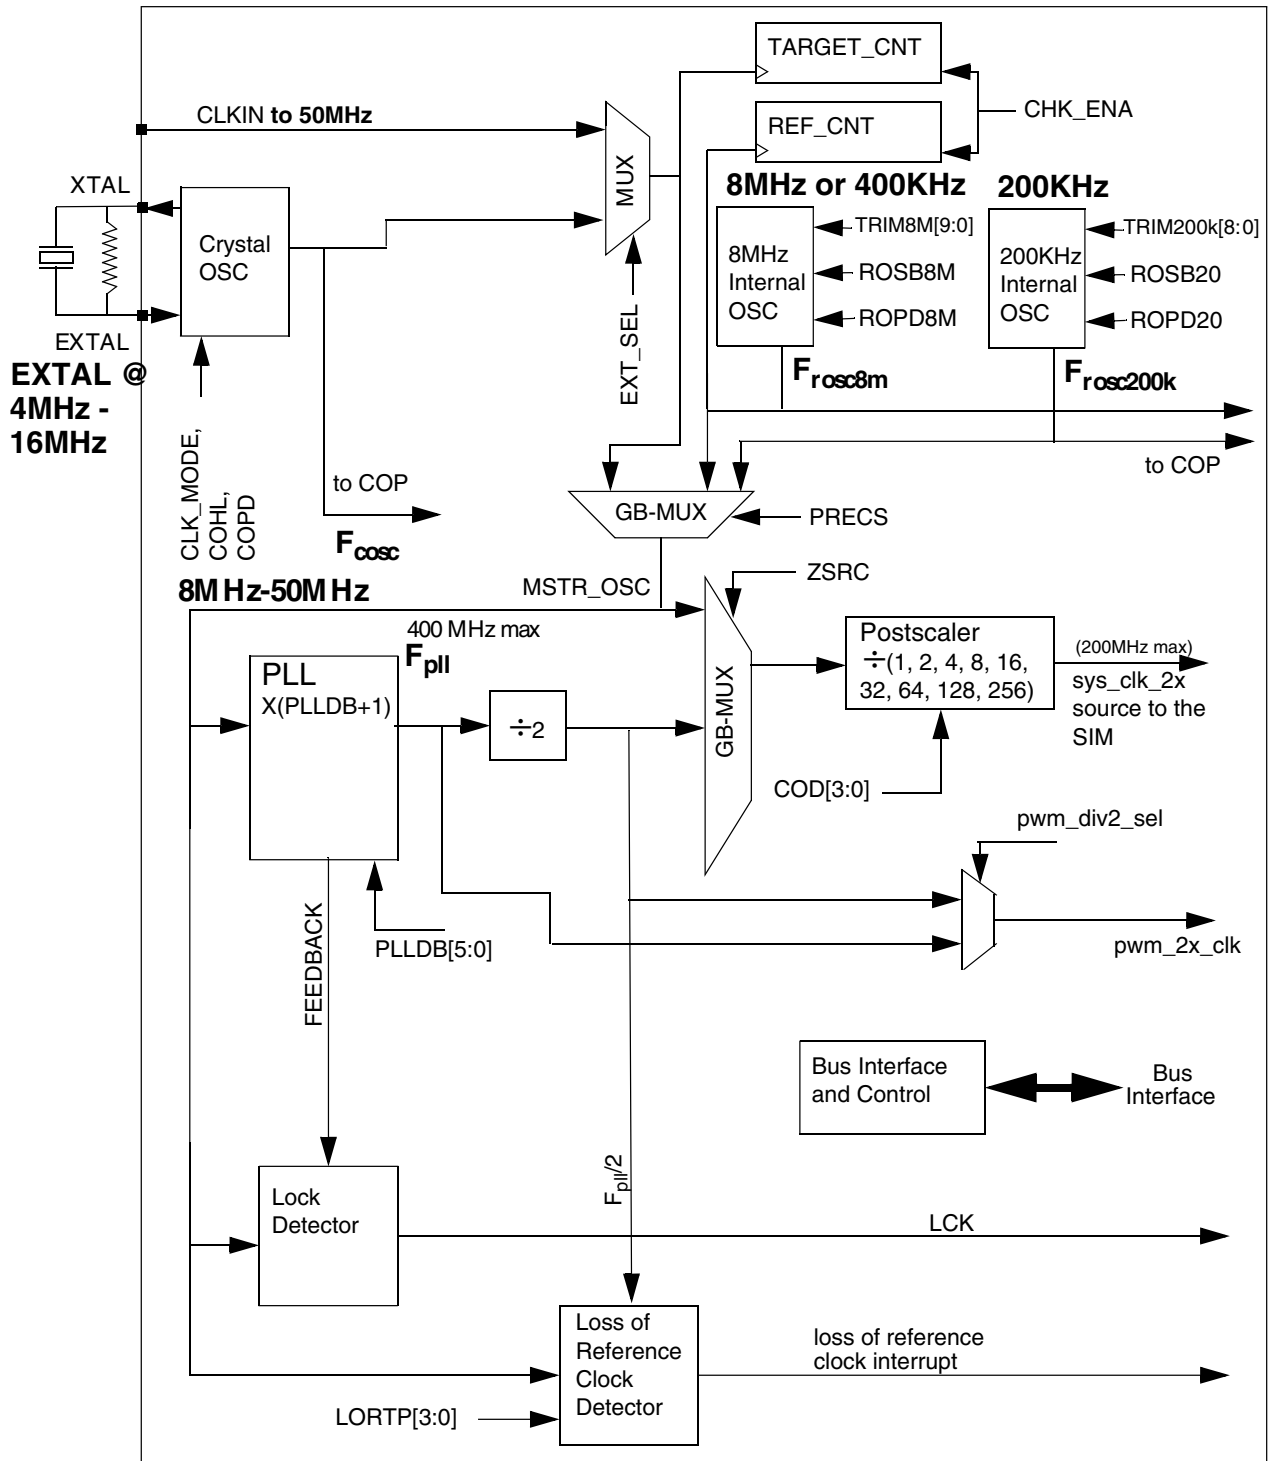 TARGET_CNT
CLKIN to 50MHz
REF_CNT
CHK_ENA
MUX
XTAL
8MHz or 400KHz
200KHz
Crystal
OSC
TRIM8M[9:0]
8MHz
Internal
OSC
ROSB8M
ROPD8M
TRIM200k[8:0]
200KHz
Internal
OSC
ROSB20
ROPD20
EXTAL
EXTAL @
4MHz -
16MHz
EXT_SEL
Frosc8m
Frosc200k
CLK_MODE,
COHL,
COPD
to COP
Fcosc
to COP
GB-MUX
PRECS
8MHz-50MHz
MSTR_OSC
ZSRC
400 MHz max
Fpll
PLL
X(PLLDB+1)
÷2
GB-MUX
Postscaler
÷(1, 2, 4, 8, 16,
32, 64, 128, 256)
(200MHz max)
sys_clk_2x
source to the
SIM
COD[3:0]
pwm_div2_sel
PLLDB[5:0]
pwm_2x_clk
FEEDBACK
Bus Interface
and Control
Bus
Interface
Fpll/2
Lock
Detector
LCK
Loss of
Reference
Clock
Detector
loss of reference
clock interrupt
LORTP[3:0]